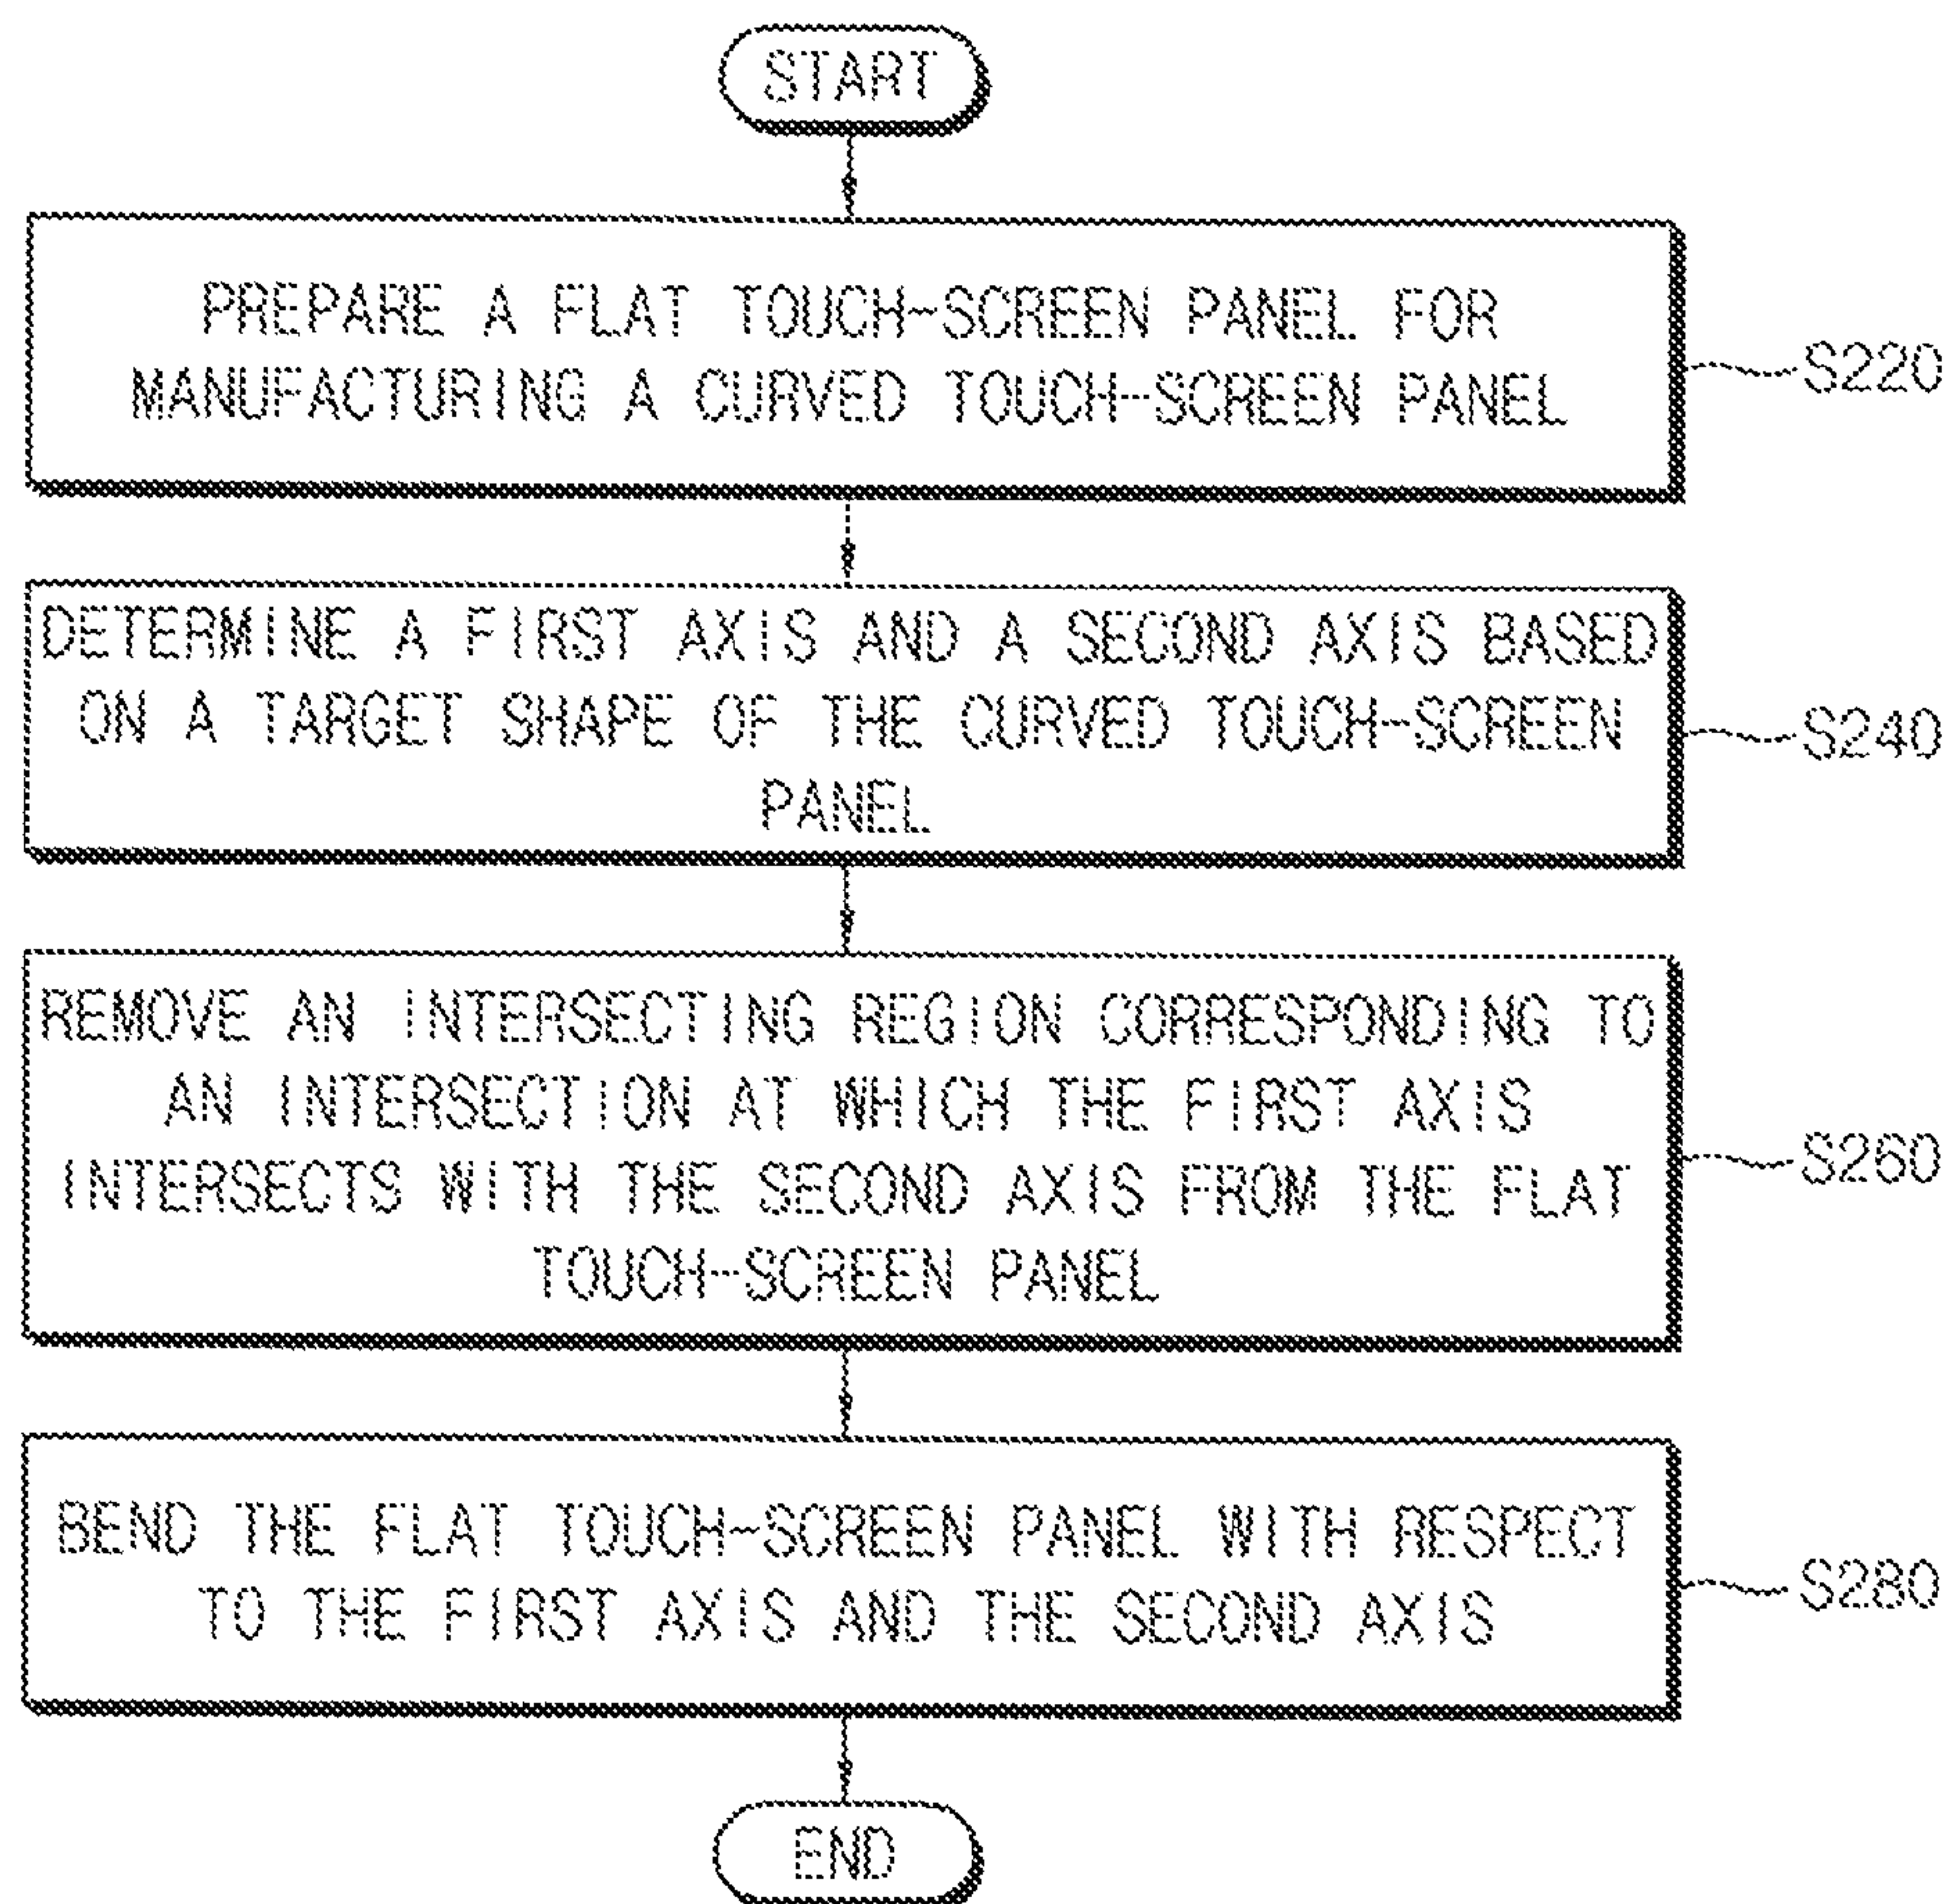 START
PREPARE A FLAT TOUCH-SCREEN PANEL FOR
MANUFACTURING A CURVED TOUCH-SCREEN PANEL
S220
DETERMINE A FIRST AXIS AND A SECOND AXIS BASED
ON A TARGET SHAPE OF THE CURVED TOUCH-SCREEN
PANEL
S240
REMOVE AN INTERSECTING REGION CORRESPONDING TO
AN INTERSECTION AT WHICH THE FIRST AXIS
INTERSECTS WITH THE SECOND AXIS FROM THE FLAT
TOUCH-SCREEN PANEL
S260
BEND THE FLAT TOUCH-SCREEN PANEL WITH RESPECT
TO THE FIRST AXIS AND THE SECOND AXIS
S280
END